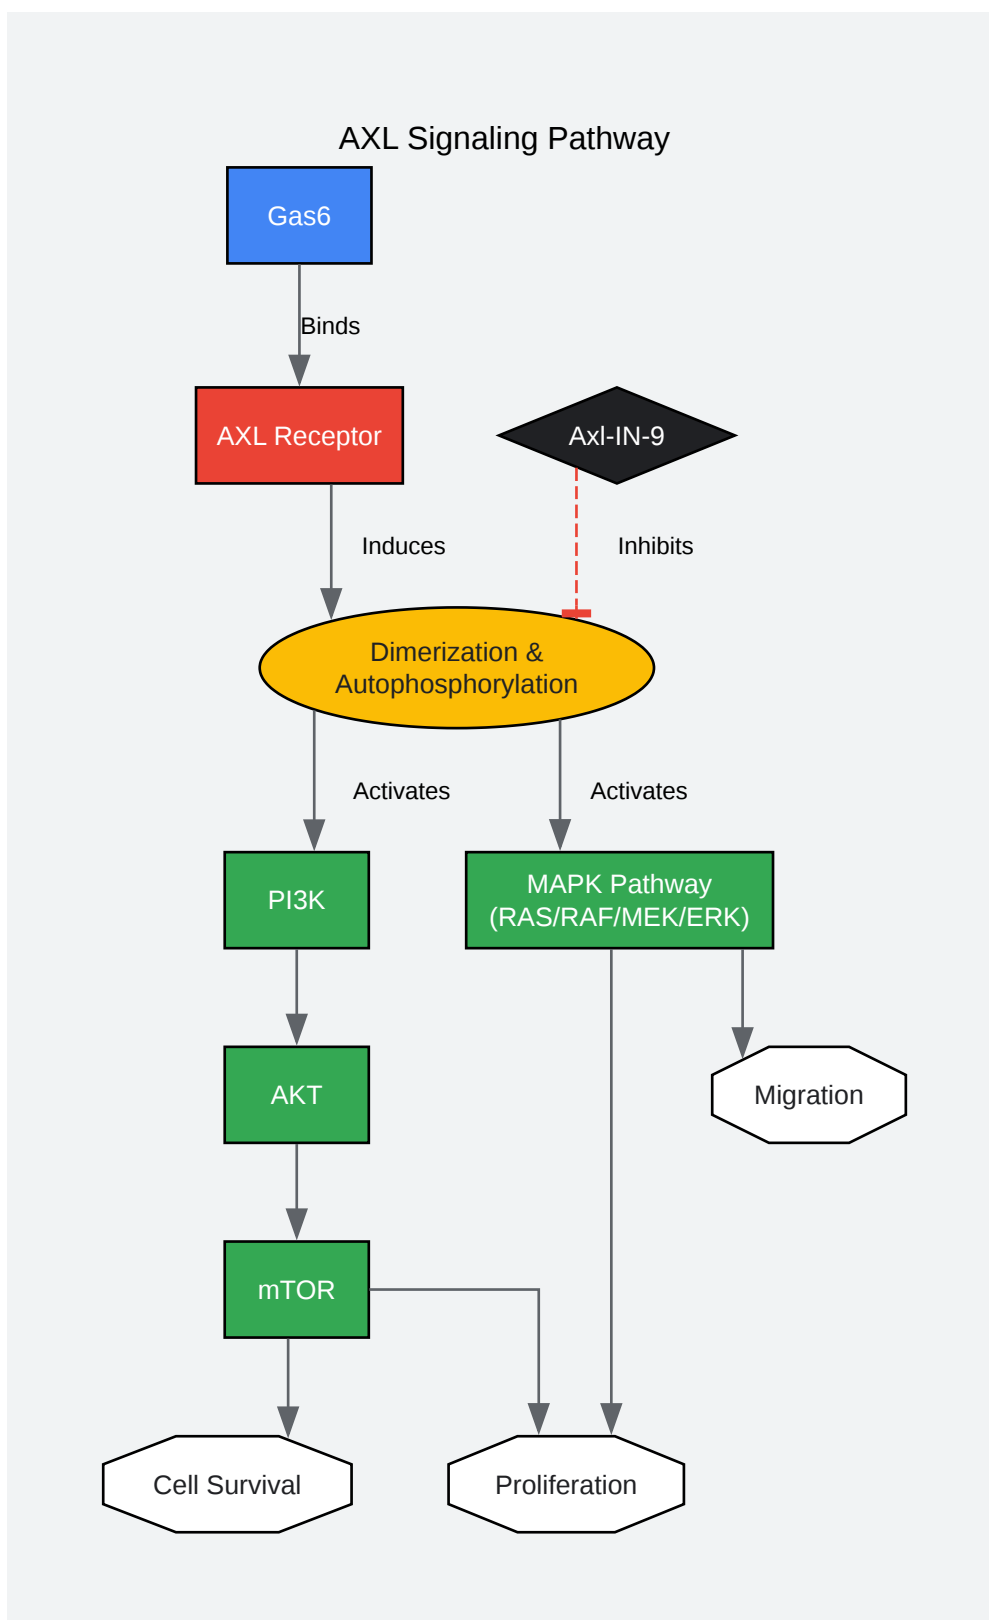 AXL Signaling Pathway
Gas6
Binds
AXL Receptor
Axl-IN-9
Induces
Inhibits
Dimerization &
Autophosphorylation
Activates
Activates
PI3K
MAPK Pathway
(RAS/RAF/MEK/ERK)
AKT
Migration
mTOR
Cell Survival
Proliferation